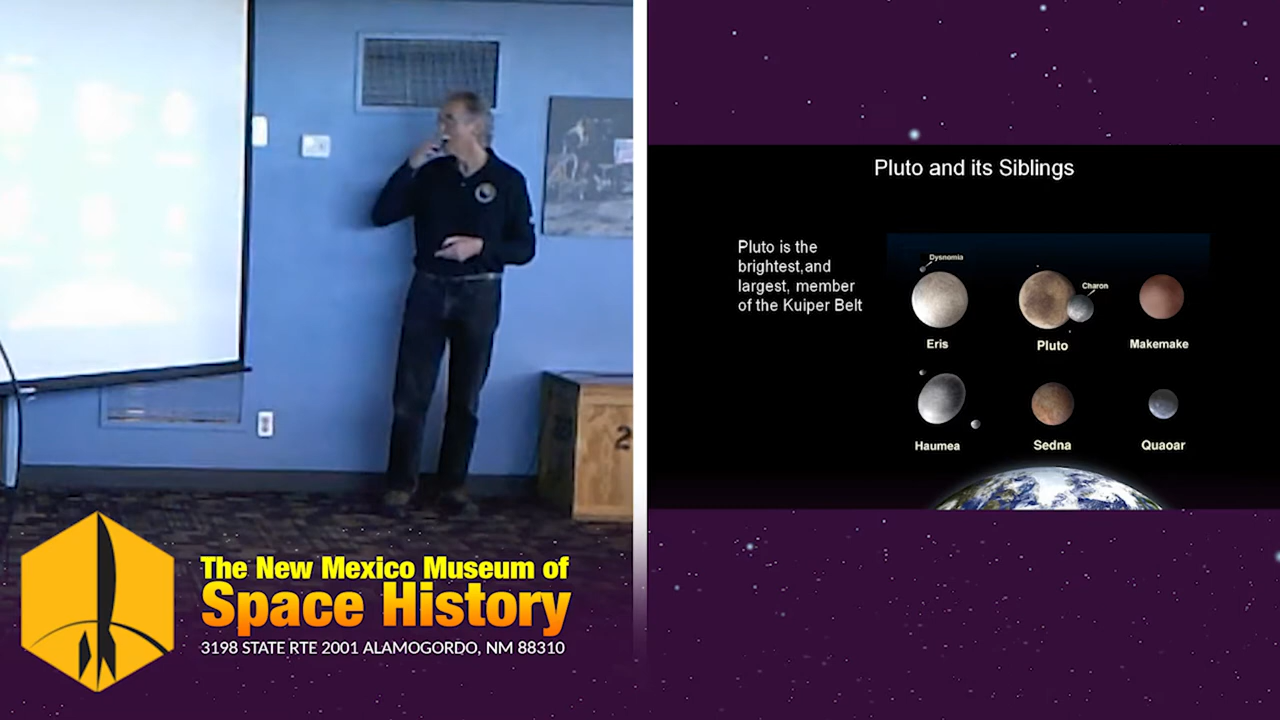 Pluto and its Siblings
Pluto is the
brightest,and
largest, member
of the Kuiper Belt
Dysnomia
Charon
Eris
Pluto
Makemake
Haumea
Sedna
Quaoar
2
The New Mexico Museum of
Space History
3198 STATE RTE 2001 ALAMOGORDO, NM 88310